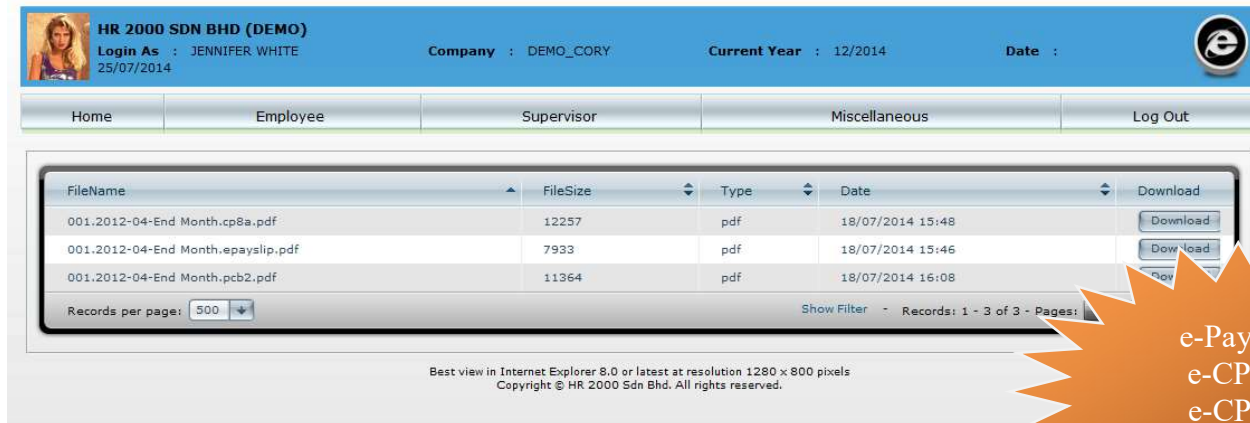 HR 2000 SDN BHD (DEMO)
Login As : JENNIFER WHITE Company : DEMO_CORY Current Year : 12/2014 Date :
25/07/2014
Home Employee Supervisor Miscellaneous Log Out
FileName FileSize Type Date Download
001.2012-04-End Month.cp8a.pdf 12257 pdf 18/07/2014 15:48 Download
001.2012-04-End Month.epayslip.pdf 7933 pdf 18/07/2014 15:46 Download
001.2012-04-End Month.pcb2.pdf 11364 pdf 18/07/2014 16:08
Records per page: 500 Show Filter - Records: 1 - 3 of 3 - Pages:
e-Pay
e-CP
e-CP
Best view in Internet Explorer 8.0 or latest at resolution 1280 x 800 pixels
Copyright © HR 2000 Sdn Bhd. All rights reserved.